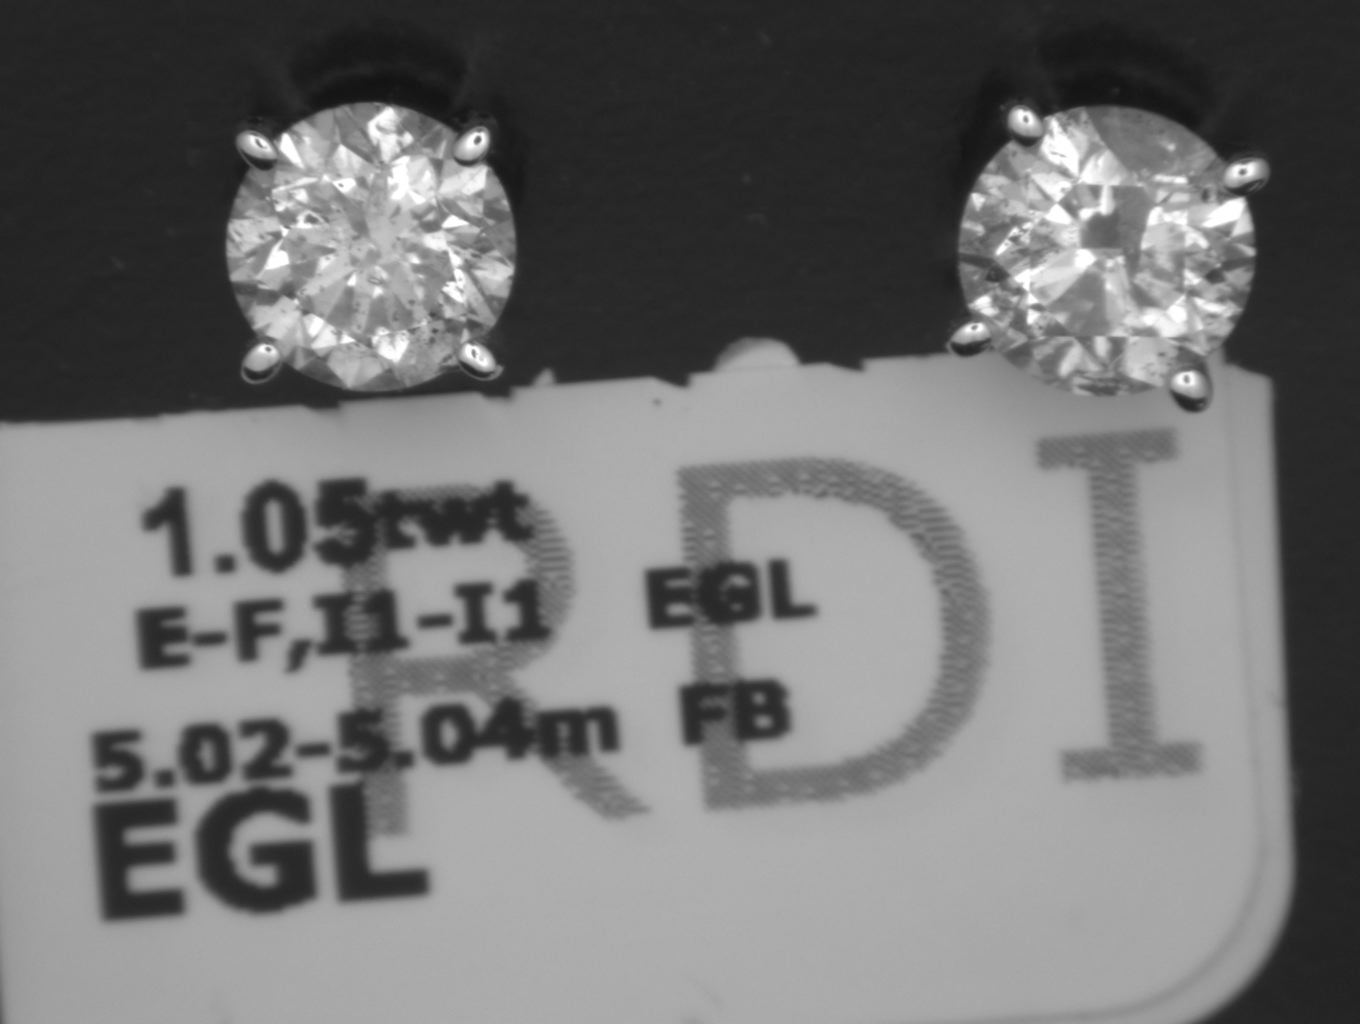 RDI
1.05twt
E-F,I1-I1 EGL
5.02-5.04m FB
EGL